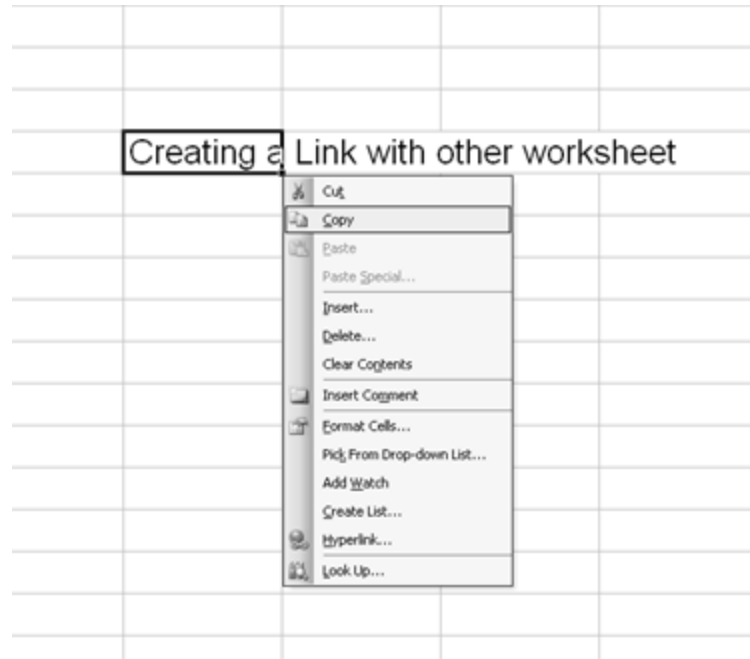 Creating a Link with other worksheet
Cut
Copy
Paste
Paste Special...
Insert...
Delete...
Clear Contents
Insert Comment
Format Cells...
Pick From Drop-down List...
Add Watch
Create List...
Hyperlink...
Look Up...